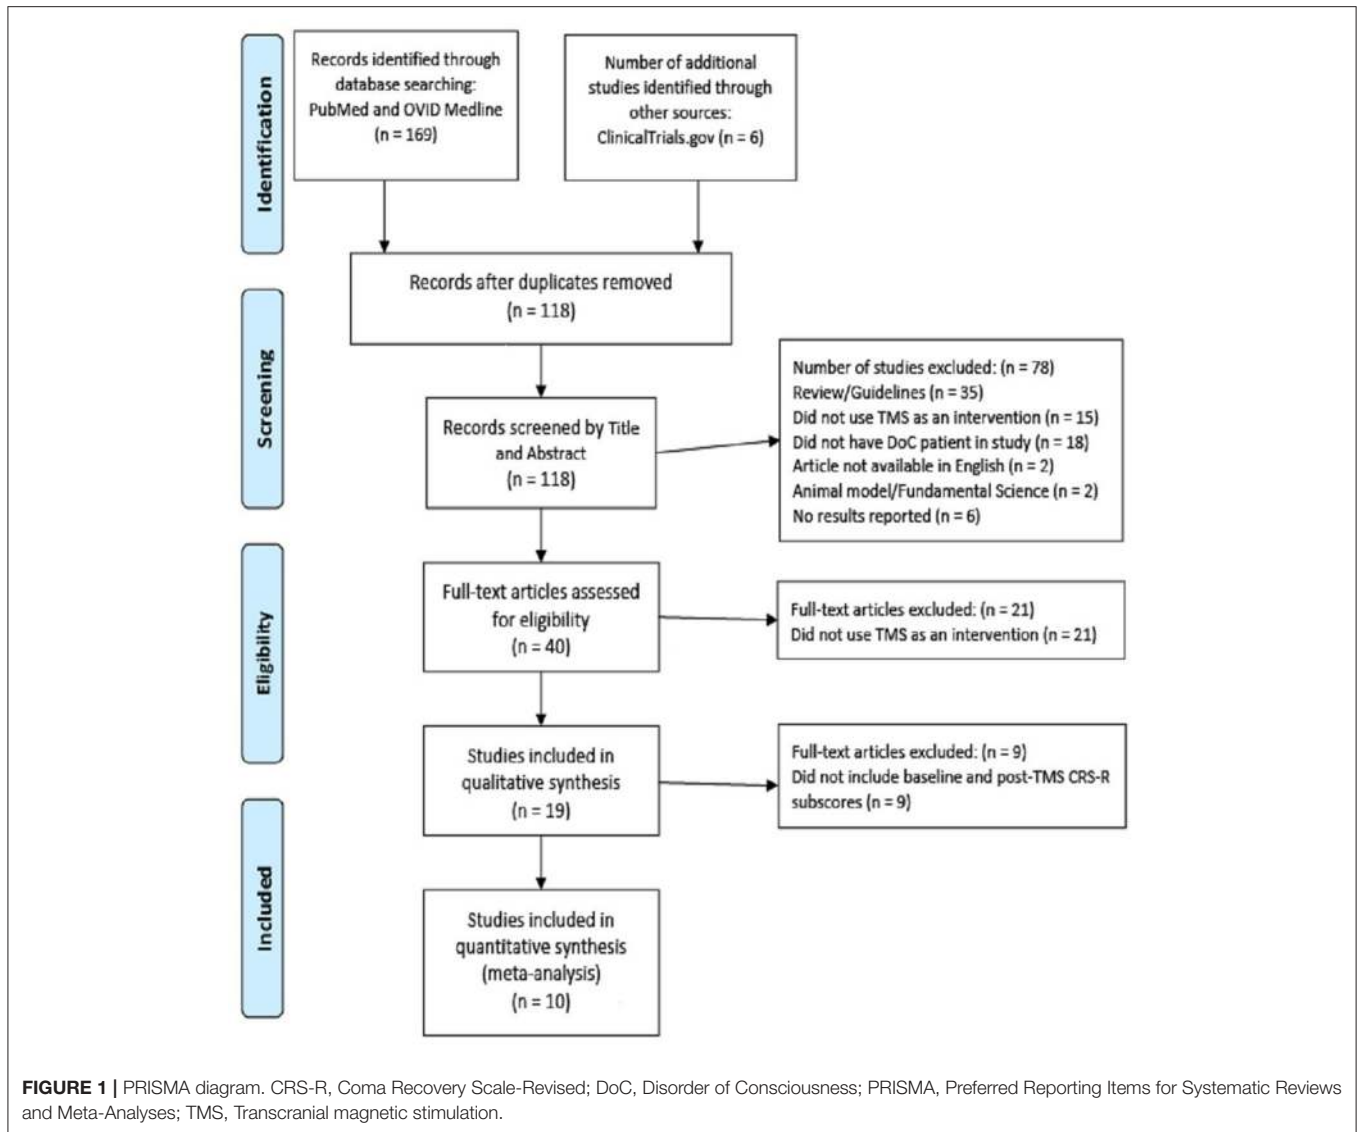 Identification
Records identified through
database searching:
PubMed and OVID Medline
(n = 169)
Number of additional
studies identified through
other sources:
ClinicalTrials.gov (n = 6)
Records after duplicates removed
(n = 118)
Screening
Records screened by Title
and Abstract
(n = 118)
Number of studies excluded: (n = 78)
Review/Guidelines (n = 35)
Did not use TMS as an intervention (n = 15)
Did not have DoC patient in study (n = 18)
Article not available in English (n = 2)
Animal model/Fundamental Science (n = 2)
No results reported (n = 6)
Eligibility
Full-text articles assessed
for eligibility
(n = 40)
Full-text articles excluded: (n = 21)
Did not use TMS as an intervention (n = 21)
Studies included in
qualitative synthesis
(n = 19)
Full-text articles excluded: (n = 9)
Did not include baseline and post-TMS CRS-R
subscores (n = 9)
Included
Studies included in
quantitative synthesis
(meta-analysis)
(n = 10)
FIGURE 1 | PRISMA diagram. CRS-R, Coma Recovery Scale-Revised; DoC, Disorder of Consciousness; PRISMA, Preferred Reporting Items for Systematic Reviews
and Meta-Analyses; TMS, Transcranial magnetic stimulation.